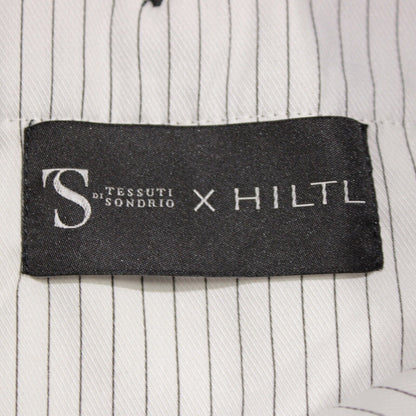 TS DI TESSUTI
SONDRIO X HILTL